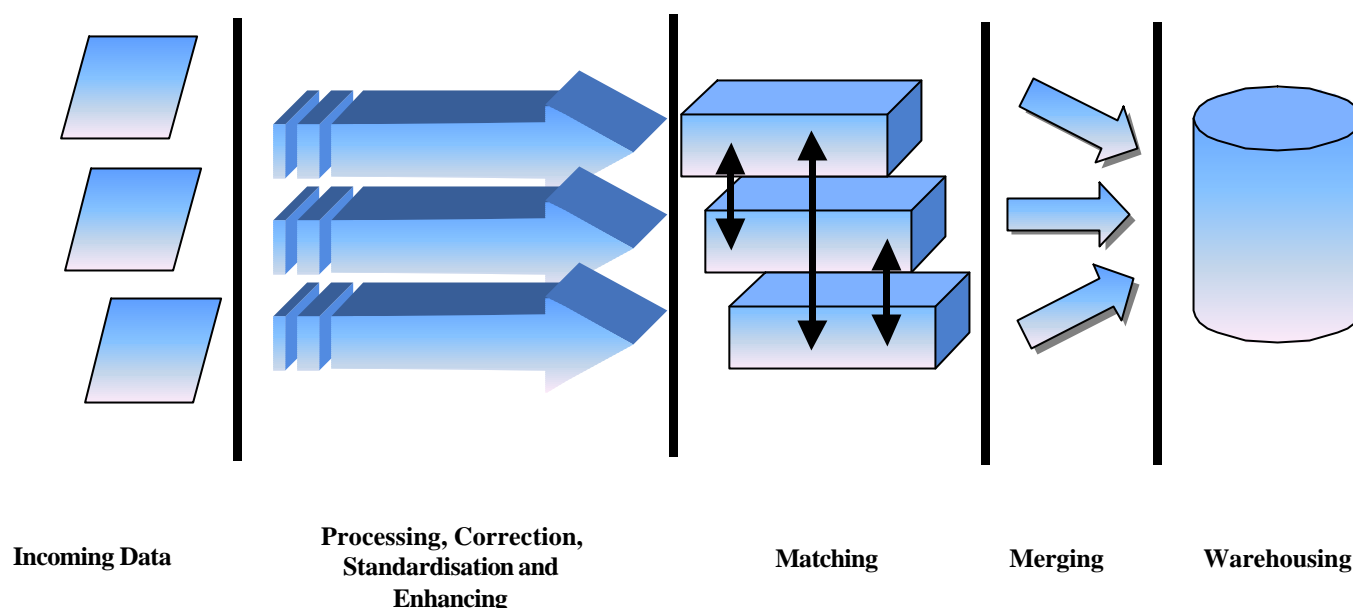 Incoming Data
Processing, Correction,
Standardisation and
Enhancing
Matching
Merging
Warehousing